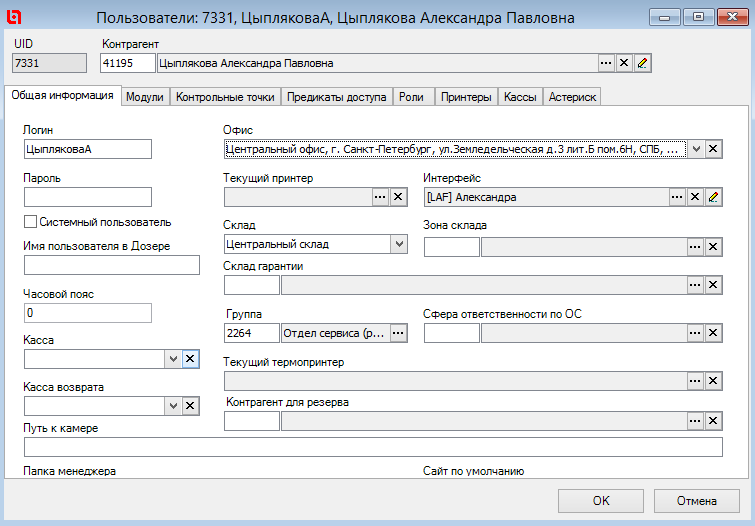 Пользователи: 7331, ЦыпляковаА, Цыплякова Александра Павловна
UID Контрагент
7331 41195 Цыплякова Александра Павловна
Общая информация Модули Контрольные точки Предикаты доступа Роли Принтеры Кассы Астериск
Логин Офис
ЦыпляковаА Центральный офис, г. Санкт-Петербург, ул.Земледельческая д.3 лит.Б пом.6Н, СПБ, ...
Пароль Текущий принтер Интерфейс
[LAF] Александра
Системный пользователь Склад Зона склада
Имя пользователя в Дозере Центральный склад
Склад гарантии
Часовой пояс
0 Группа Сфера ответственности по ОС
2264 Отдел сервиса (р...
Касса
Текущий термопринтер
Касса возврата
Контрагент для резерва
Путь к камере
Папка менеджера Сайт по умолчанию
OK Отмена